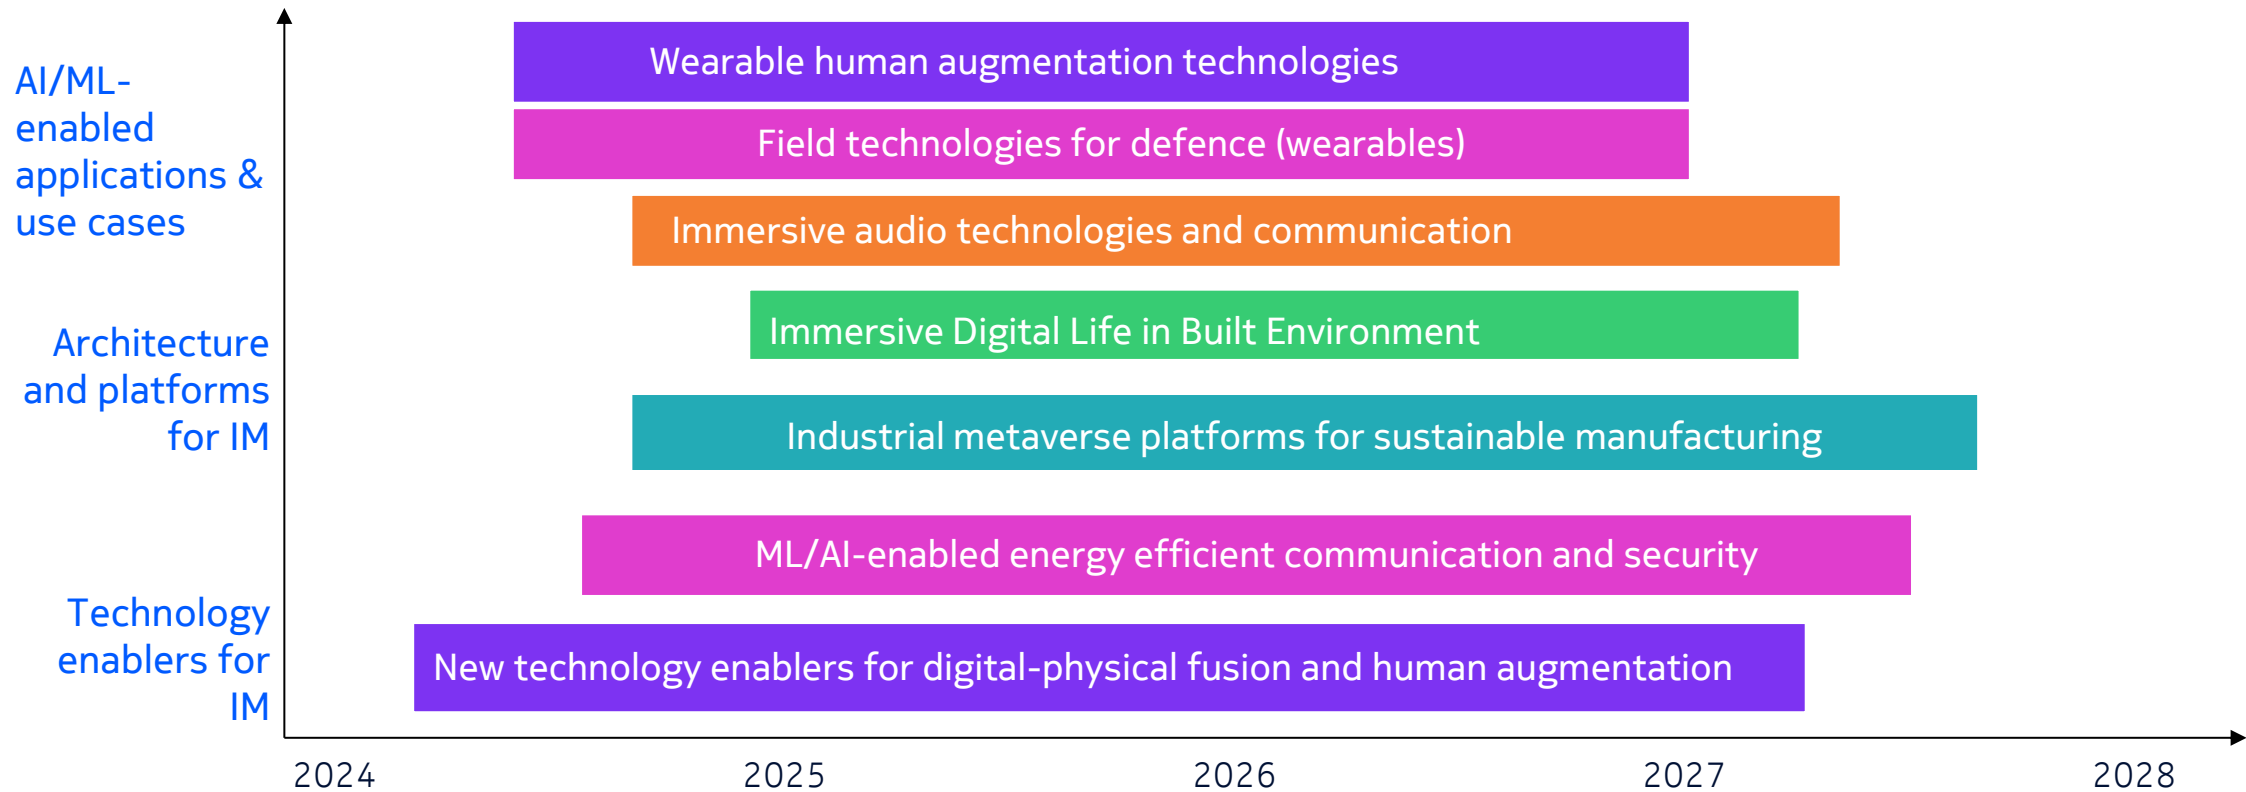 AI/ML-
enabled
applications &
use cases
Wearable human augmentation technologies
Field technologies for defence (wearables)
Immersive audio technologies and communication
Architecture
and platforms
for IM
Immersive Digital Life in Built Environment
Industrial metaverse platforms for sustainable manufacturing
Technology
enablers for
IM
ML/AI-enabled energy efficient communication and security
New technology enablers for digital-physical fusion and human augmentation
2024 2025 2026 2027 2028